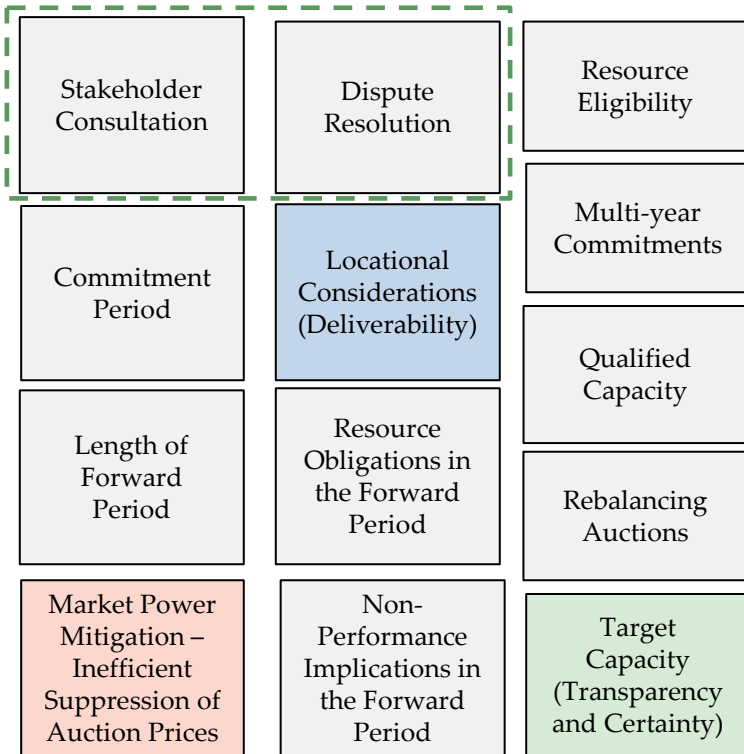 Stakeholder
Consultation
Dispute
Resolution
Resource
Eligibility
Commitment
Period
Locational
Considerations
(Deliverability)
Multi-year
Commitments
Qualified
Capacity
Length of
Forward
Period
Resource
Obligations in
the Forward
Period
Rebalancing
Auctions
Market Power
Mitigation –
Inefficient
Suppression of
Auction Prices
Non-
Performance
Implications in
the Forward
Period
Target
Capacity
(Transparency
and Certainty)